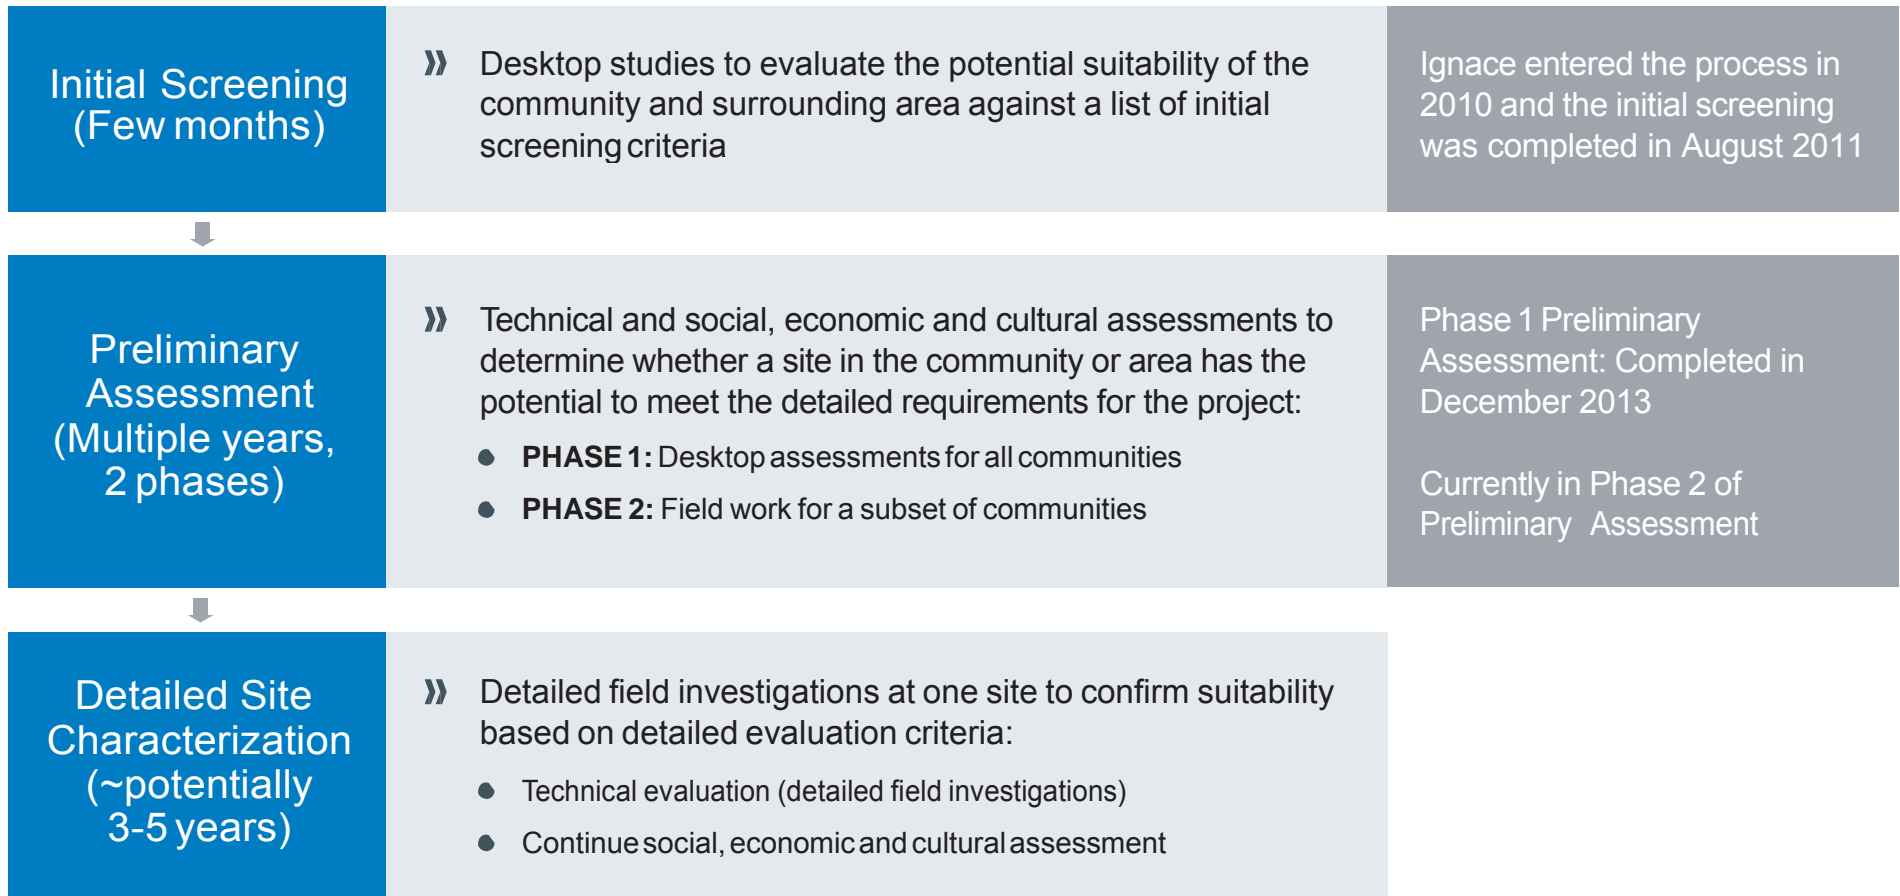 Initial Screening
(Few months)
» Desktop studies to evaluate the potential suitability of the
community and surrounding area against a list of initial
screening criteria
Ignace entered the process in
2010 and the initial screening
was completed in August 2011
Preliminary
Assessment
(Multiple years,
2 phases)
» Technical and social, economic and cultural assessments to
determine whether a site in the community or area has the
potential to meet the detailed requirements for the project:
• PHASE 1: Desktop assessments for all communities
• PHASE 2: Field work for a subset of communities
Phase 1 Preliminary
Assessment: Completed in
December 2013
Currently in Phase 2 of
Preliminary Assessment
Detailed Site
Characterization
(~potentially
3-5 years)
» Detailed field investigations at one site to confirm suitability
based on detailed evaluation criteria:
• Technical evaluation (detailed field investigations)
• Continue social, economic and cultural assessment